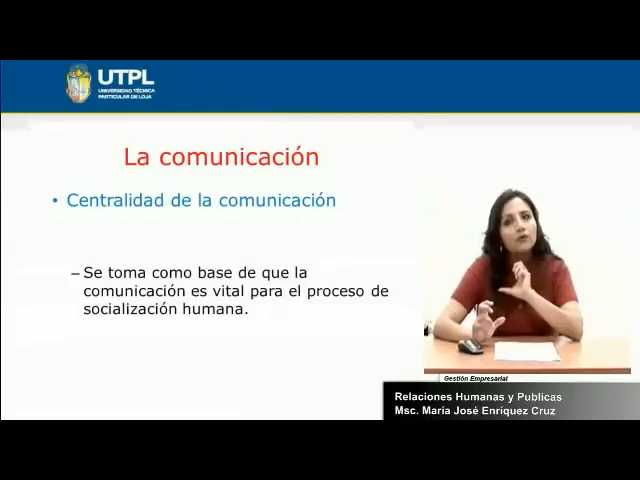 UTPL
UNIVERSIDAD TÉCNICA
PARTICULAR DE LOJA
La comunicación
• Centralidad de la comunicación
– Se toma como base de que la
comunicación es vital para el proceso de
socialización humana.
Gestión Empresarial
Relaciones Humanas y Publicas
Msc. María José Enríquez Cruz